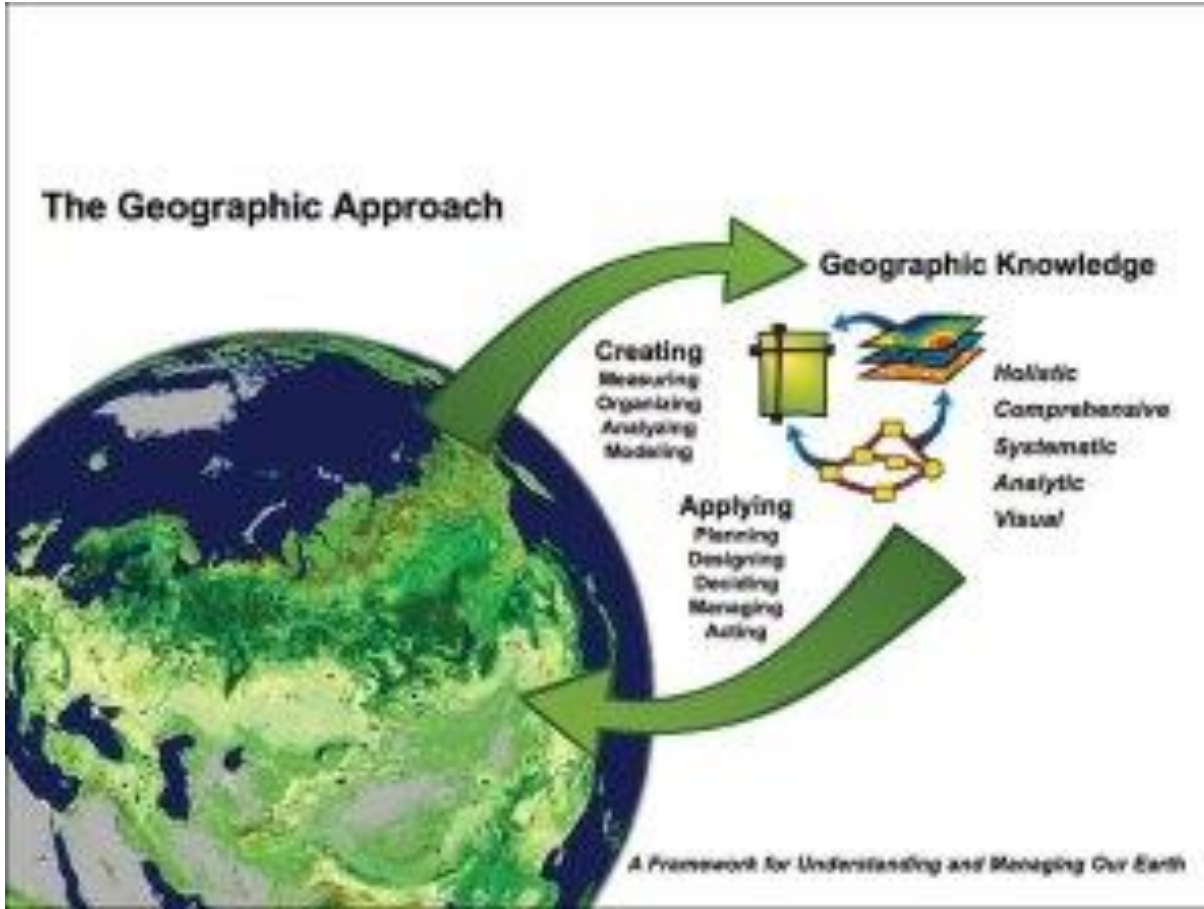 The Geographic Approach
Geographic Knowledge
Creating
Measuring
Organizing
Analyzing
Modeling
Holistic
Comprehensive
Systematic
Analytic
Visual
Applying
Planning
Designing
Deciding
Managing
Acting
A Framework for Understanding and Managing Our Earth